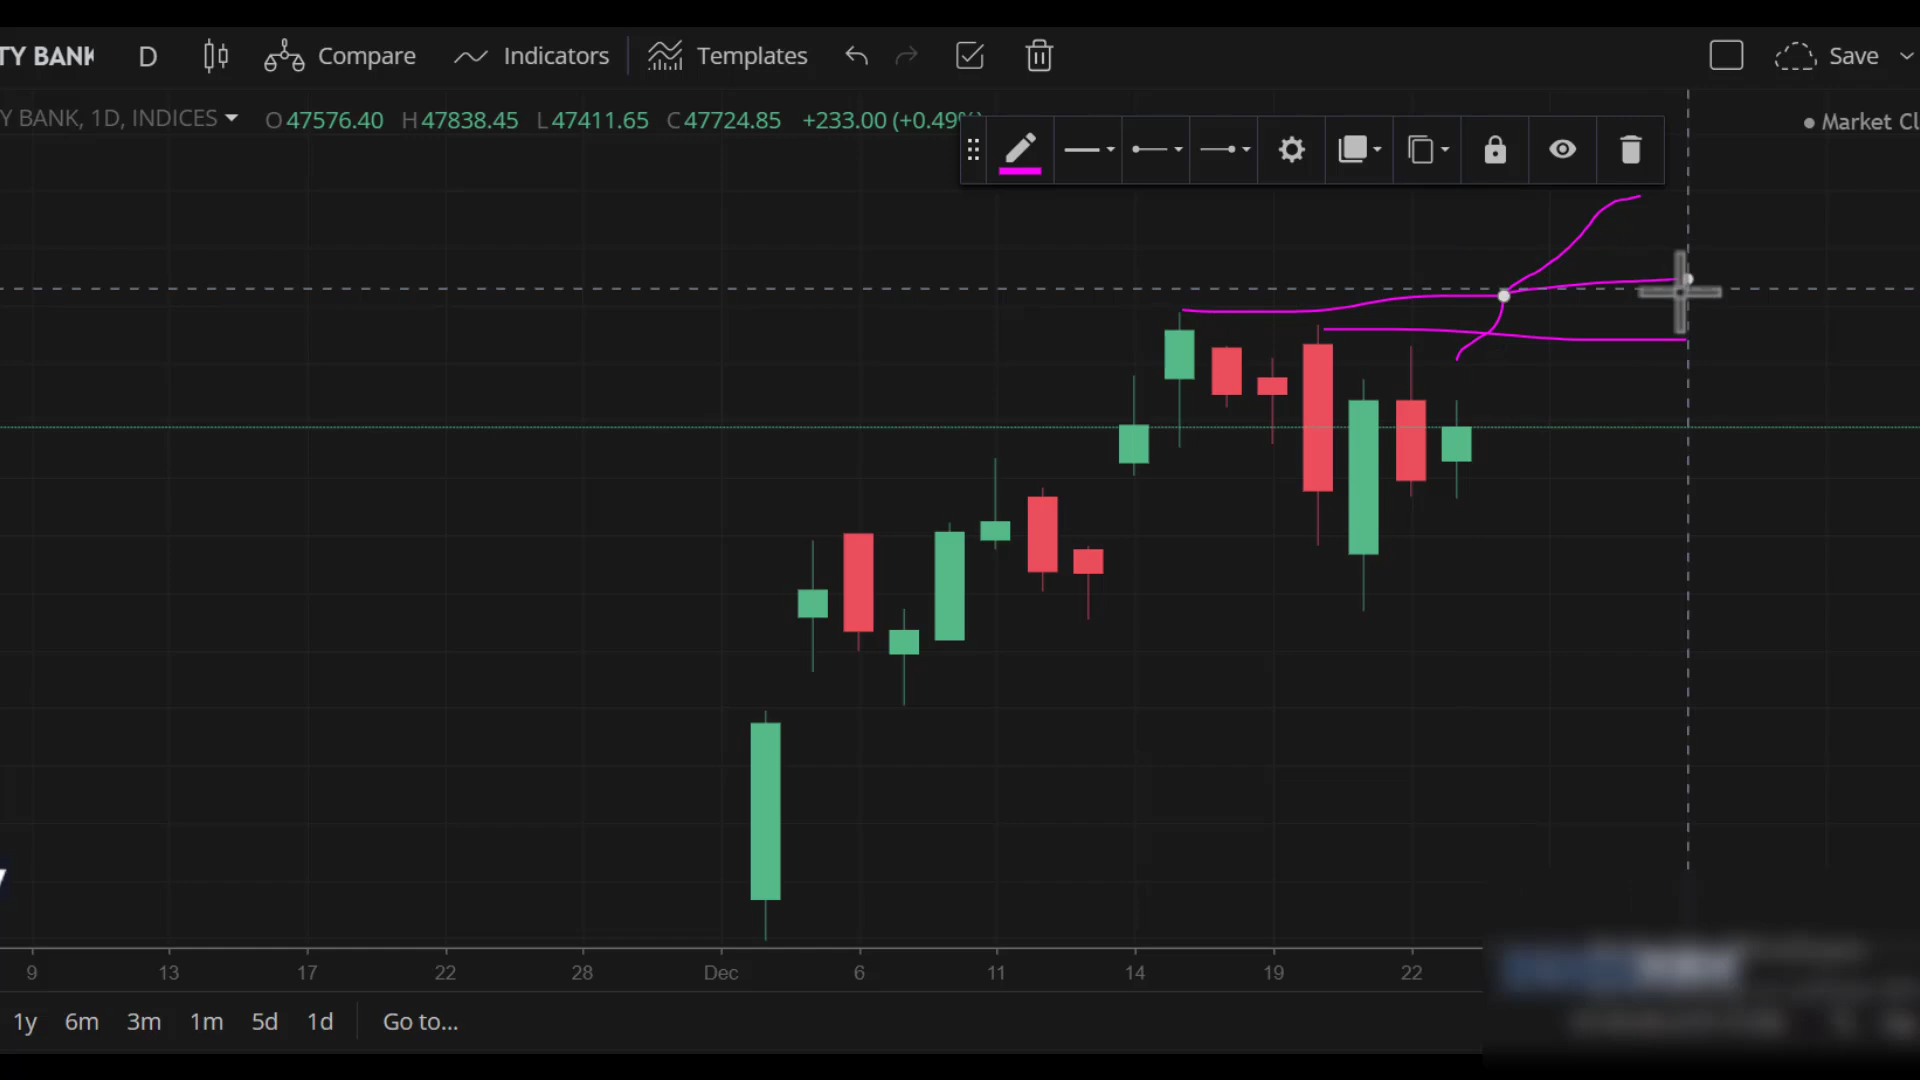 TY BANK D Compare Indicators Templates Save
Y BANK, 1D, INDICES O47576.40 H47838.45 L47411.65 C47724.85 +233.00 (+0.49%)
Market Cl
9 13 17 22 28 Dec 6 11 14 19 22
1y 6m 3m 1m 5d 1d Go to...